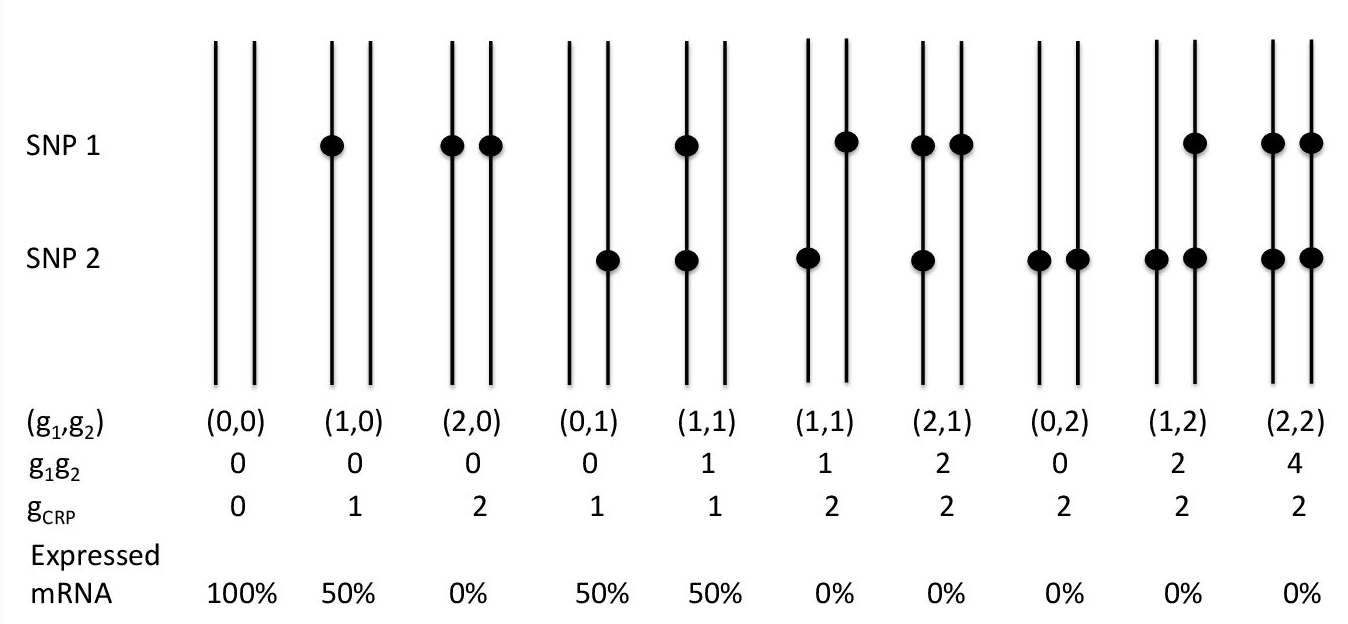 SNP 1
SNP 2
(g₁,g₂) (0,0) (1,0) (2,0) (0,1) (1,1) (1,1) (2,1) (0,2) (1,2) (2,2)
g₁g₂ 0 0 0 0 1 1 2 0 2 4
gCRP 0 1 2 1 1 2 2 2 2 2
Expressed
mRNA 100% 50% 0% 50% 50% 0% 0% 0% 0% 0%